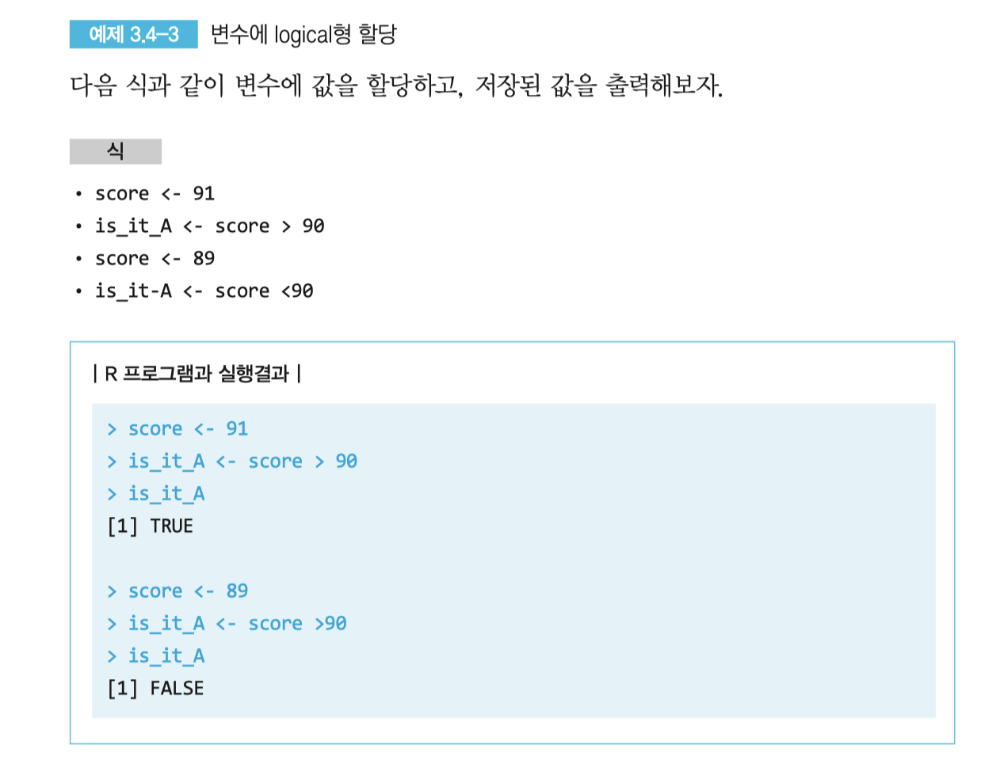 예제 3.4–3 변수에 logical형 할당
다음 식과 같이 변수에 값을 할당하고, 저장된 값을 출력해보자.
식
• score <- 91
• is_it_A <- score > 90
• score <- 89
• is_it-A <- score <90
| R 프로그램과 실행결과 |
> score <- 91
> is_it_A <- score > 90
> is_it_A
[1] TRUE
> score <- 89
> is_it_A <- score >90
> is_it_A
[1] FALSE